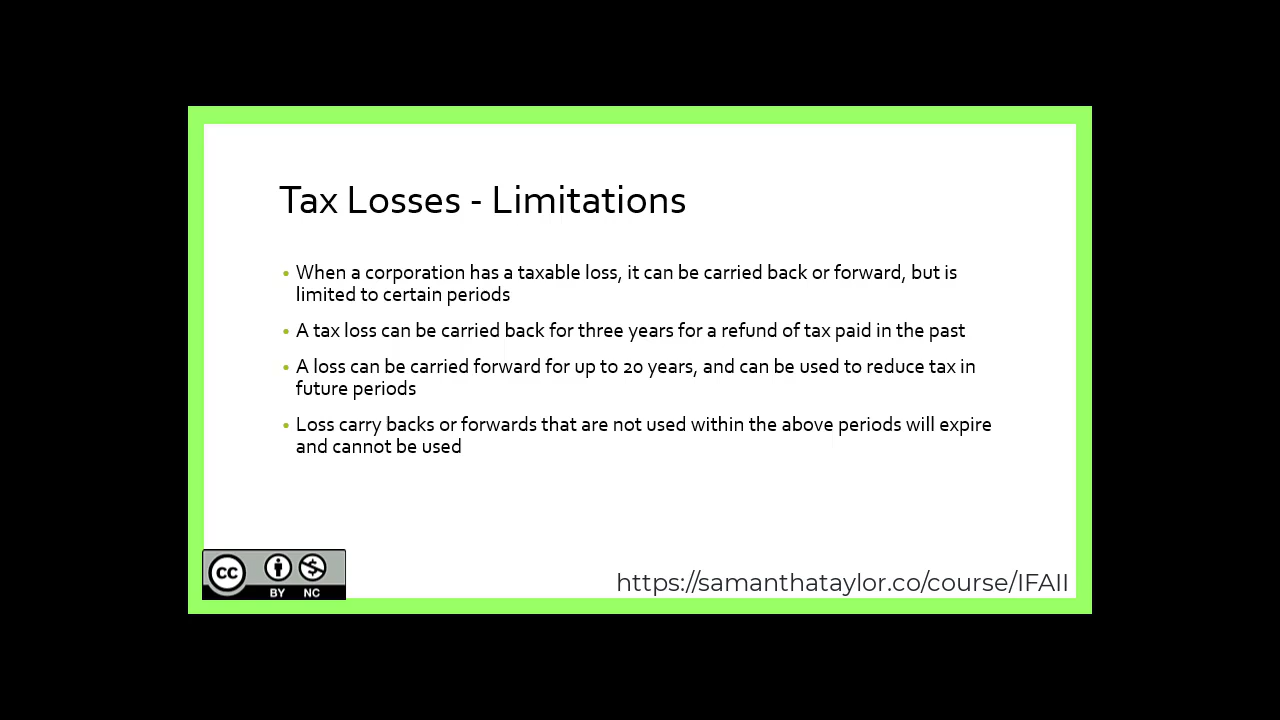 Tax Losses - Limitations
• When a corporation has a taxable loss, it can be carried back or forward, but is
limited to certain periods
• A tax loss can be carried back for three years for a refund of tax paid in the past
• A loss can be carried forward for up to 20 years, and can be used to reduce tax in
future periods
• Loss carry backs or forwards that are not used within the above periods will expire
and cannot be used
cc
BY NC
https://samanthataylor.co/course/IFAII